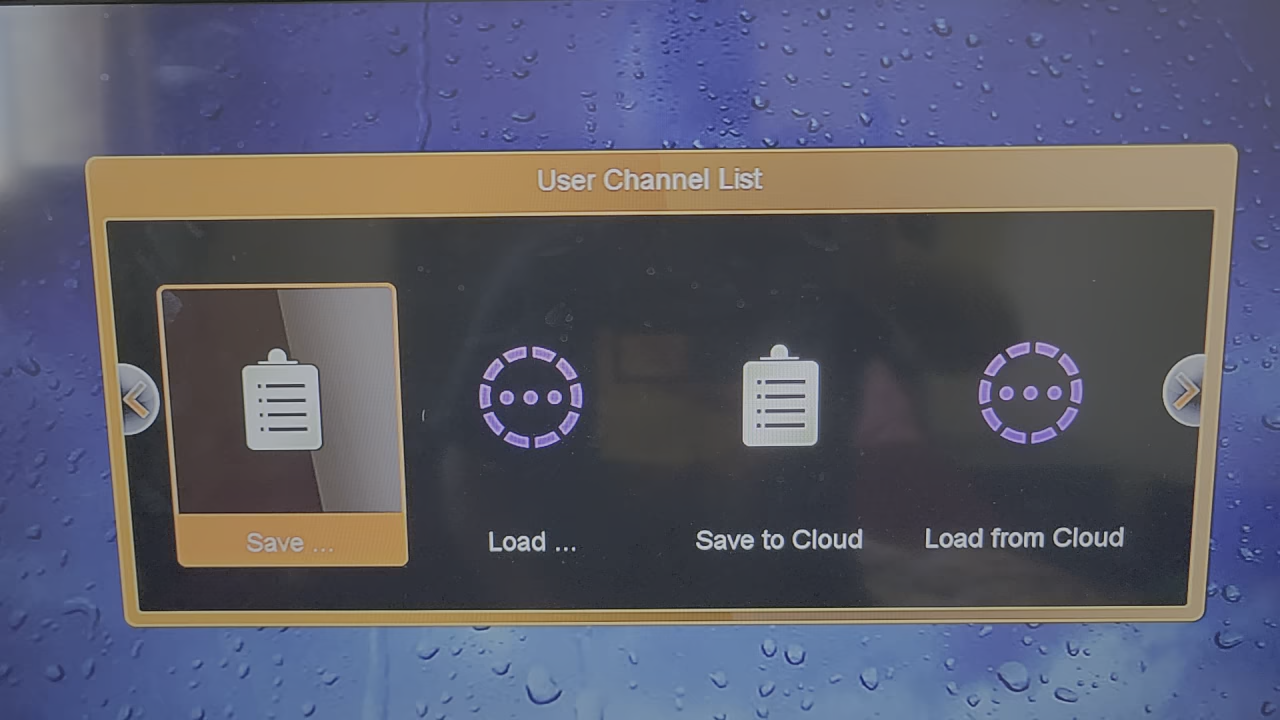 User Channel List
Save ...
Load ...
Save to Cloud
Load from Cloud